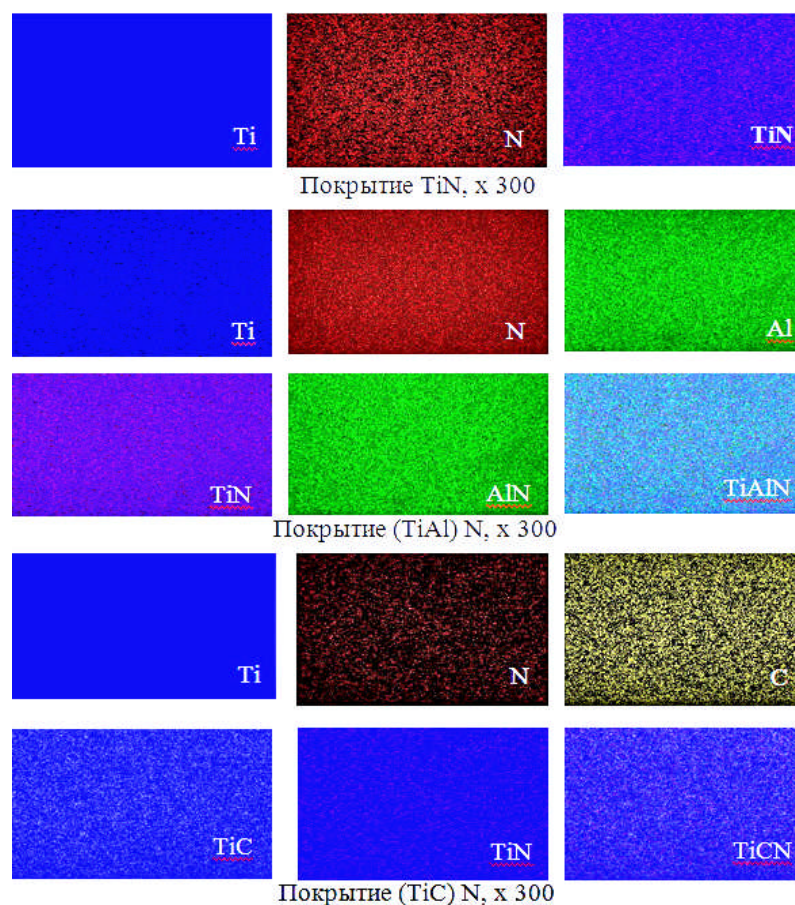 Ti N TiN
Покрытие TiN, x 300
Ti N Al
TiN AlN TiAlN
Покрытие (TiAl) N, x 300
Ti N C
TiC TiN TiCN
Покрытие (TiC) N, x 300